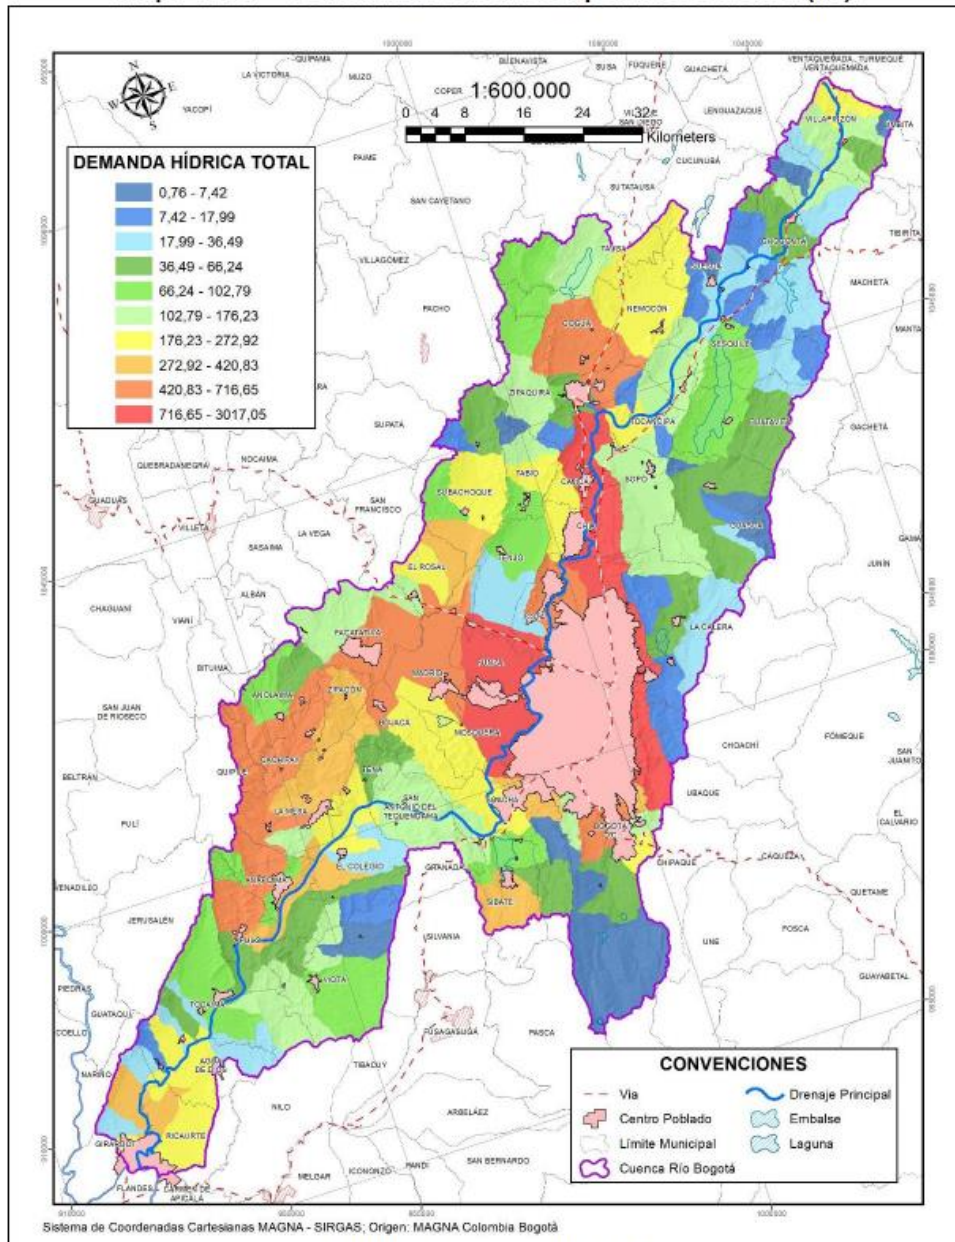 QUIPAMA
BUENAVISTA
SUSA
FUQUENE
GUACHETÁ
VENTAQUEMADA
TURMEQUE
VENTAQUEMADA
LA VICTORIA
MUZO
COPER
1:600.000
LENGUAZAQUE
VILLAPINZÓN
YACOPÍ
0 4 8 16 24 32
Kilometers
CUCUNUBÁ
PAIME
SUTATAUSA
DEMANDA HÍDRICA TOTAL
0,76 - 7,42
7,42 - 17,99
17,99 - 36,49
36,49 - 66,24
66,24 - 102,79
102,79 - 176,23
176,23 - 272,92
272,92 - 420,83
420,83 - 716,65
716,65 - 3017,05
SAN CAYETANO
TIBIRITA
VILLAGÓMEZ
TAUSA
CHOCONTÁ
SUESCA
MACHETÁ
PACHO
NEMOCÓN
COGUA
MANTA
SESQUILÉ
ZIPAQUIRÁ
TOCANCIPÁ
GUATAVITA
GACHETÁ
SUPATÁ
QUEBRADANEGRA
NOCAIMA
TABIO
SUBACHOQUE
SOPÓ
CAJICÁ
GUADUAS
SAN
FRANCISCO
VILLETA
LA VEGA
GUASCA
GAMA
SASAIMA
TENJO
JUNÍN
EL ROSAL
ALBÁN
CHAGUANÍ
VIANÍ
LA CALERA
FACATATIVÁ
BITUIMA
MADRID
FUNZA
ANOLAIMA
ZIPACÓN
SAN JUAN
DE RIOSECO
BOJACÁ
MOSQUERA
CHOACHÍ
FÓMEQUE
SAN
JUANITO
CACHIPAY
QUIPILE
TENA
BELTRÁN
UBAQUE
LA MESA
SAN
ANTONIO DEL
TEQUENDAMA
EL
CALVARIO
PULÍ
BOGOTÁ
CHIPAQUE
CÁQUEZA
EL COLEGIO
GRANADA
VENADILLO
ANAPOIMA
SIBATÉ
QUETAME
JERUSALÉN
FOSCA
SILVANIA
UNE
APULO
GUAYABETAL
PIEDRAS
VIOTÁ
TOCAIMA
GUATAQUÍ
COELLO
FUSAGASUGÁ
PASCA
AGUA
DE DIOS
TIBACUY
NARIÑO
NILO
ARBELÁEZ
GIRARDOT
RICAURTE
SAN BERNARDO
PANDI
ICONONZO
MELGAR
FLANDES
CARMEN DE
APICALÁ
CONVENCIONES
Vía
Drenaje Principal
Centro Poblado
Embalse
Límite Municipal
Laguna
Cuenca Río Bogotá
Sistema de Coordenadas Cartesianas MAGNA - SIRGAS; Origen: MAGNA Colombia Bogotá